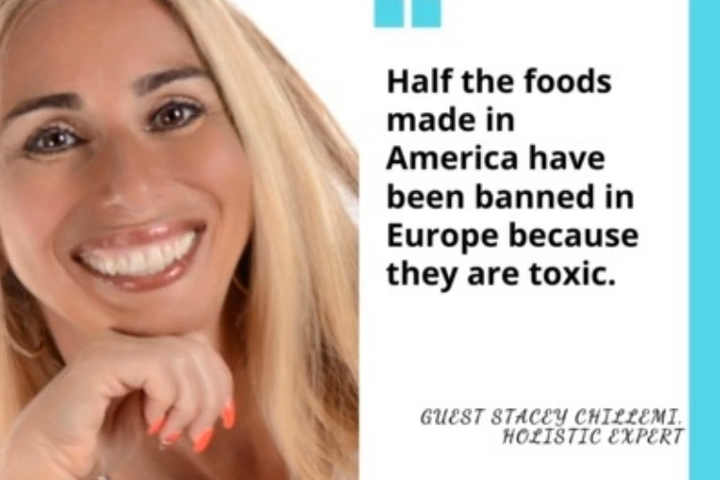 Half the foods
made in
America have
been banned in
Europe because
they are toxic.
GUEST STACEY CHILLEMI.
HOLISTIC EXPERT